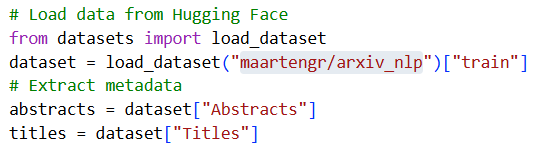 # Load data from Hugging Face
from datasets import load_dataset
dataset = load_dataset("maartengr/arxiv_nlp")["train"]
# Extract metadata
abstracts = dataset["Abstracts"]
titles = dataset["Titles"]